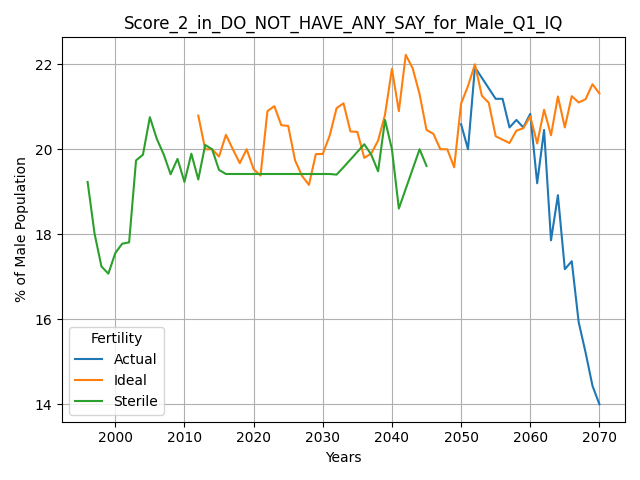 Score_2_in_DO_NOT_HAVE_ANY_SAY_for_Male_Q1_IQ
% of Male Population
22
20
18
16
14
Fertility
Actual
Ideal
Sterile
2000 2010 2020 2030 2040 2050 2060 2070
Years